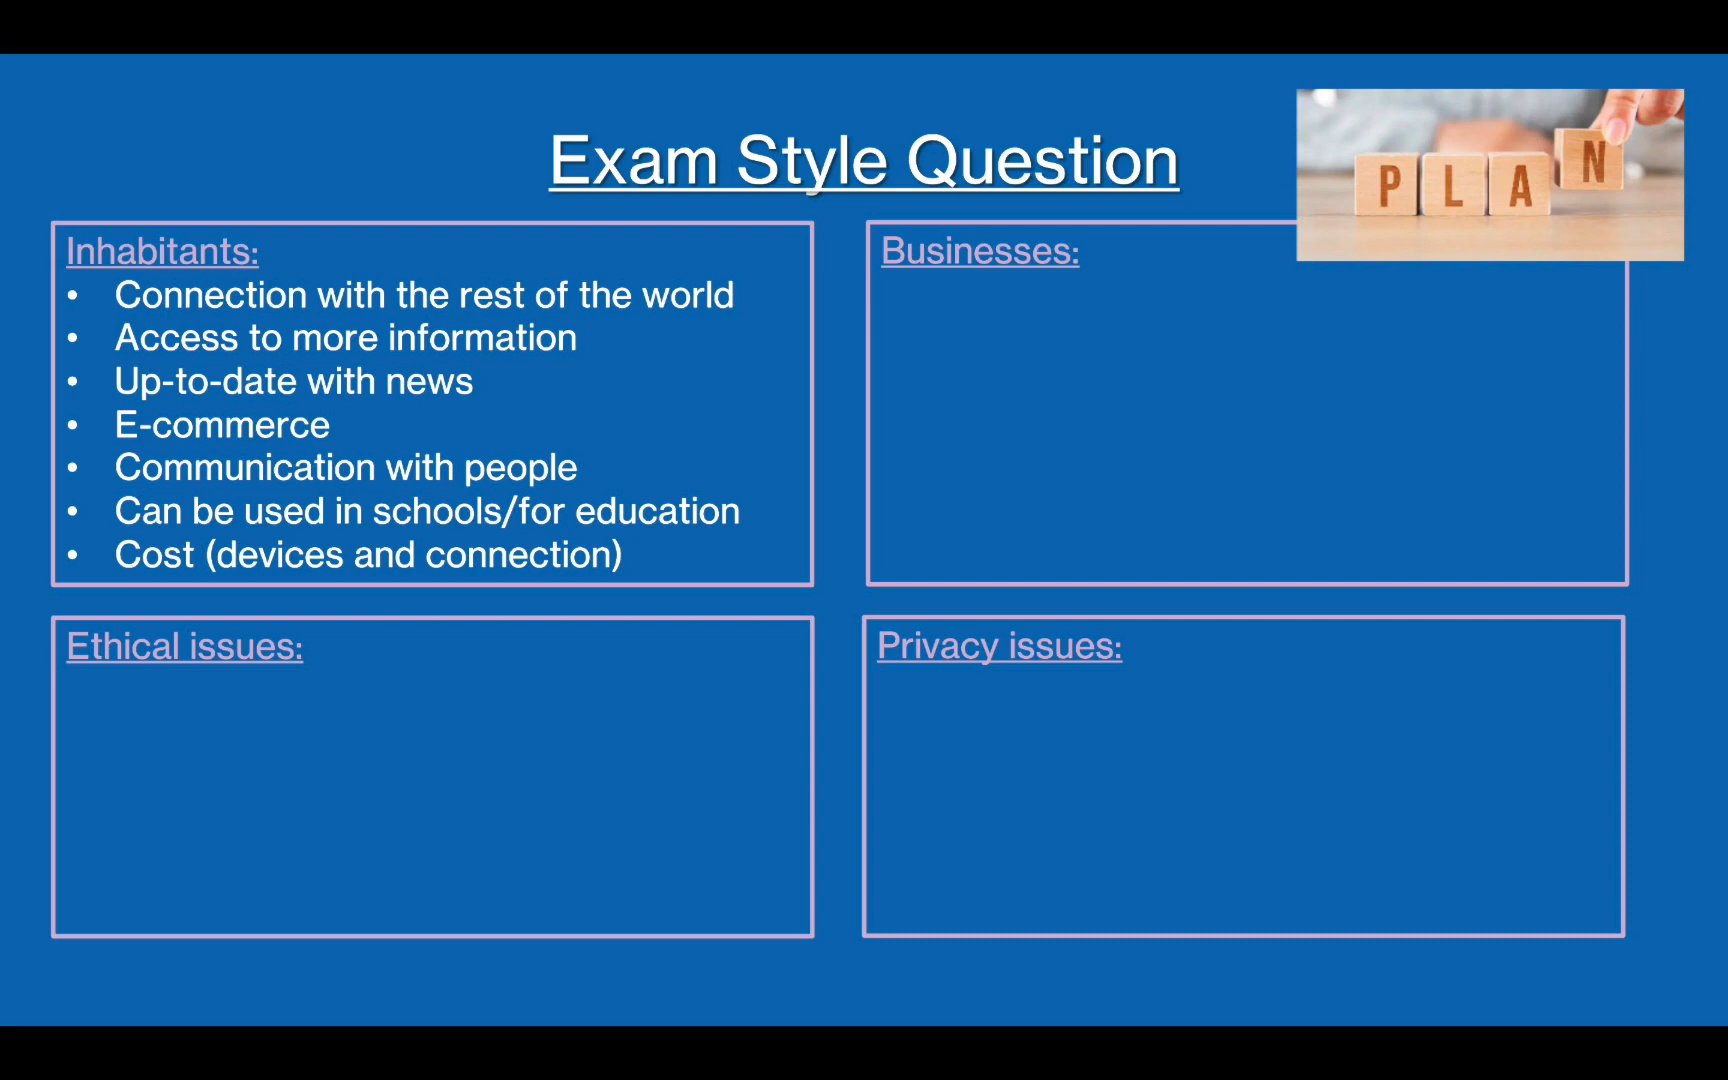 Exam Style Question
PLAN
Inhabitants:
• Connection with the rest of the world
• Access to more information
• Up-to-date with news
• E-commerce
• Communication with people
• Can be used in schools/for education
• Cost (devices and connection)
Businesses:
Ethical issues:
Privacy issues: